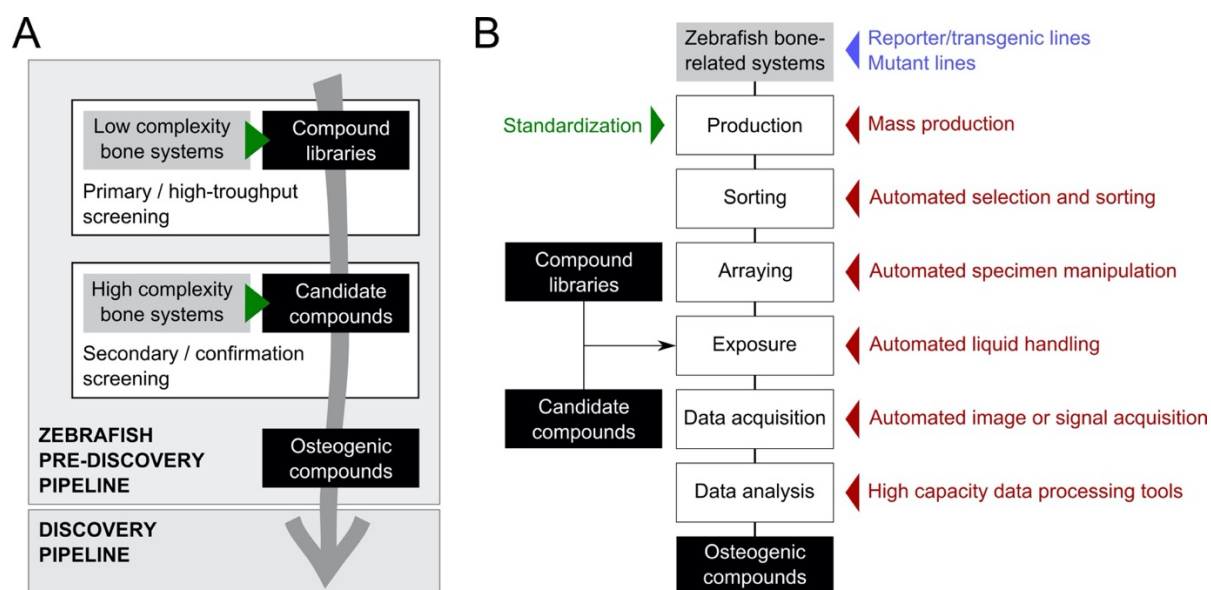 A
Low complexity
bone systems
Compound
libraries
Primary / high-troughput
screening
High complexity
bone systems
Candidate
compounds
Secondary / confirmation
screening
ZEBRAFISH
PRE-DISCOVERY
PIPELINE
Osteogenic
compounds
DISCOVERY
PIPELINE
B
Zebrafish bone-
related systems
Reporter/transgenic lines
Mutant lines
Standardization
Production
Mass production
Sorting
Automated selection and sorting
Compound
libraries
Arraying
Automated specimen manipulation
Exposure
Automated liquid handling
Candidate
compounds
Data acquisition
Automated image or signal acquisition
Data analysis
High capacity data processing tools
Osteogenic
compounds